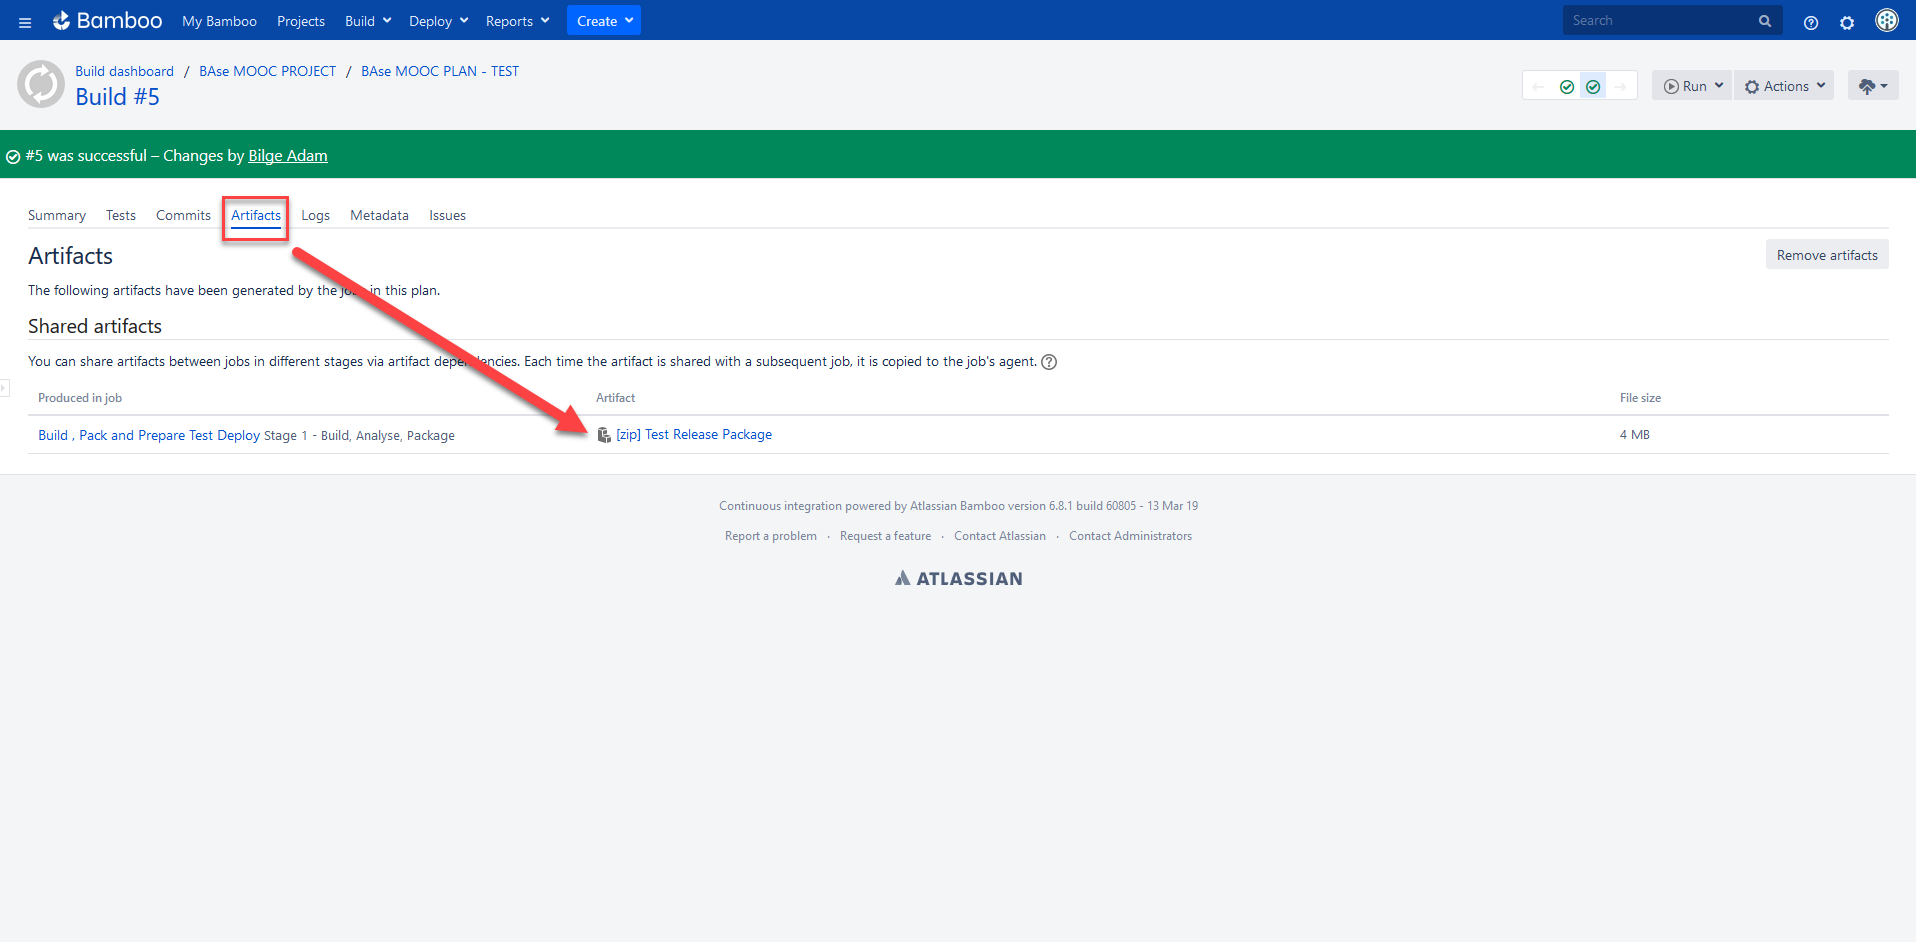 Bamboo My Bamboo Projects Build Deploy Reports Create Search
Build dashboard / BAse MOOC PROJECT / BAse MOOC PLAN - TEST
Build #5
Run Actions
#5 was successful – Changes by Bilge Adam
Summary Tests Commits Artifacts Logs Metadata Issues
Artifacts
Remove artifacts
The following artifacts have been generated by the in this plan.
Shared artifacts
You can share artifacts between jobs in different stages via artifact dependencies. Each time the artifact is shared with a subsequent job, it is copied to the job's agent.
Produced in job Artifact File size
Build , Pack and Prepare Test Deploy Stage 1 - Build, Analyse, Package [zip] Test Release Package 4 MB
Continuous integration powered by Atlassian Bamboo version 6.8.1 build 60805 - 13 Mar 19
Report a problem · Request a feature · Contact Atlassian · Contact Administrators
ATLASSIAN